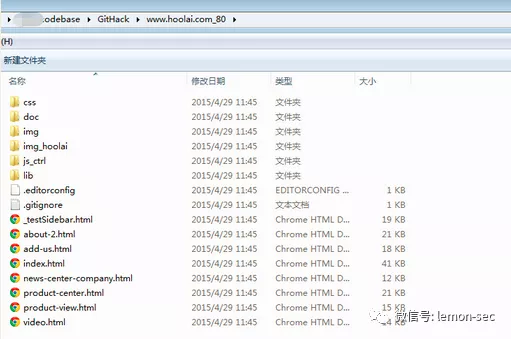 odebase ▸ GitHack ▸ www.hoolai.com_80 ▸
(H)
新建文件夹
名称 修改日期 类型 大小
css 2015/4/29 11:45 文件夹
doc 2015/4/29 11:45 文件夹
img 2015/4/29 11:45 文件夹
img_hoolai 2015/4/29 11:45 文件夹
js_ctrl 2015/4/29 11:45 文件夹
lib 2015/4/29 11:45 文件夹
.editorconfig 2015/4/29 11:45 EDITORCONFIG ... 1 KB
.gitignore 2015/4/29 11:45 文本文档 1 KB
_testSidebar.html 2015/4/29 11:45 Chrome HTML D... 19 KB
about-2.html 2015/4/29 11:45 Chrome HTML D... 21 KB
add-us.html 2015/4/29 11:45 Chrome HTML D... 18 KB
index.html 2015/4/29 11:45 Chrome HTML D... 41 KB
news-center-company.html 2015/4/29 11:45 Chrome HTML D... 12 KB
product-center.html 2015/4/29 11:45 Chrome HTML D... 21 KB
product-view.html 2015/4/29 11:45 Chrome HTML D... 15 KB
video.html 2015/4/29 11:45 Chrome HTML D... 4 KB
微信号: lemon-sec